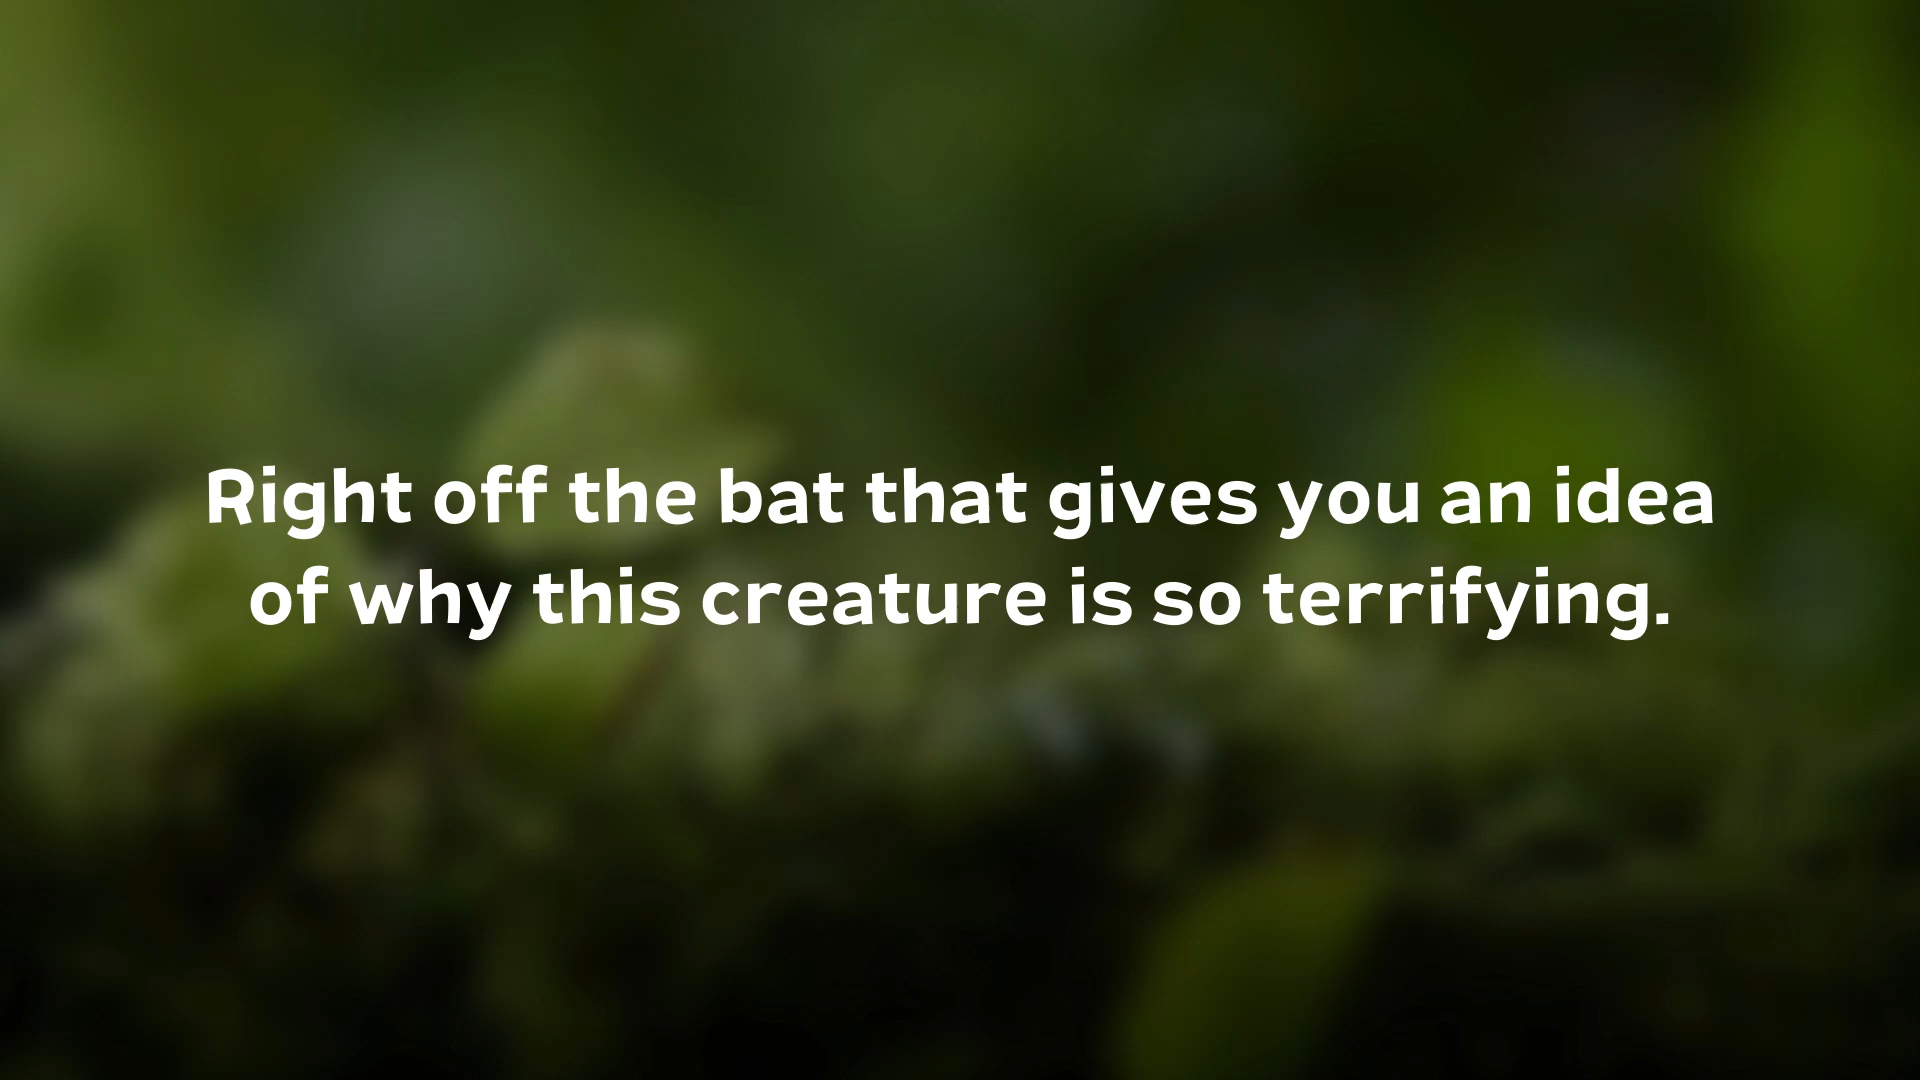 Right off the bat that gives you an idea
of why this creature is so terrifying.